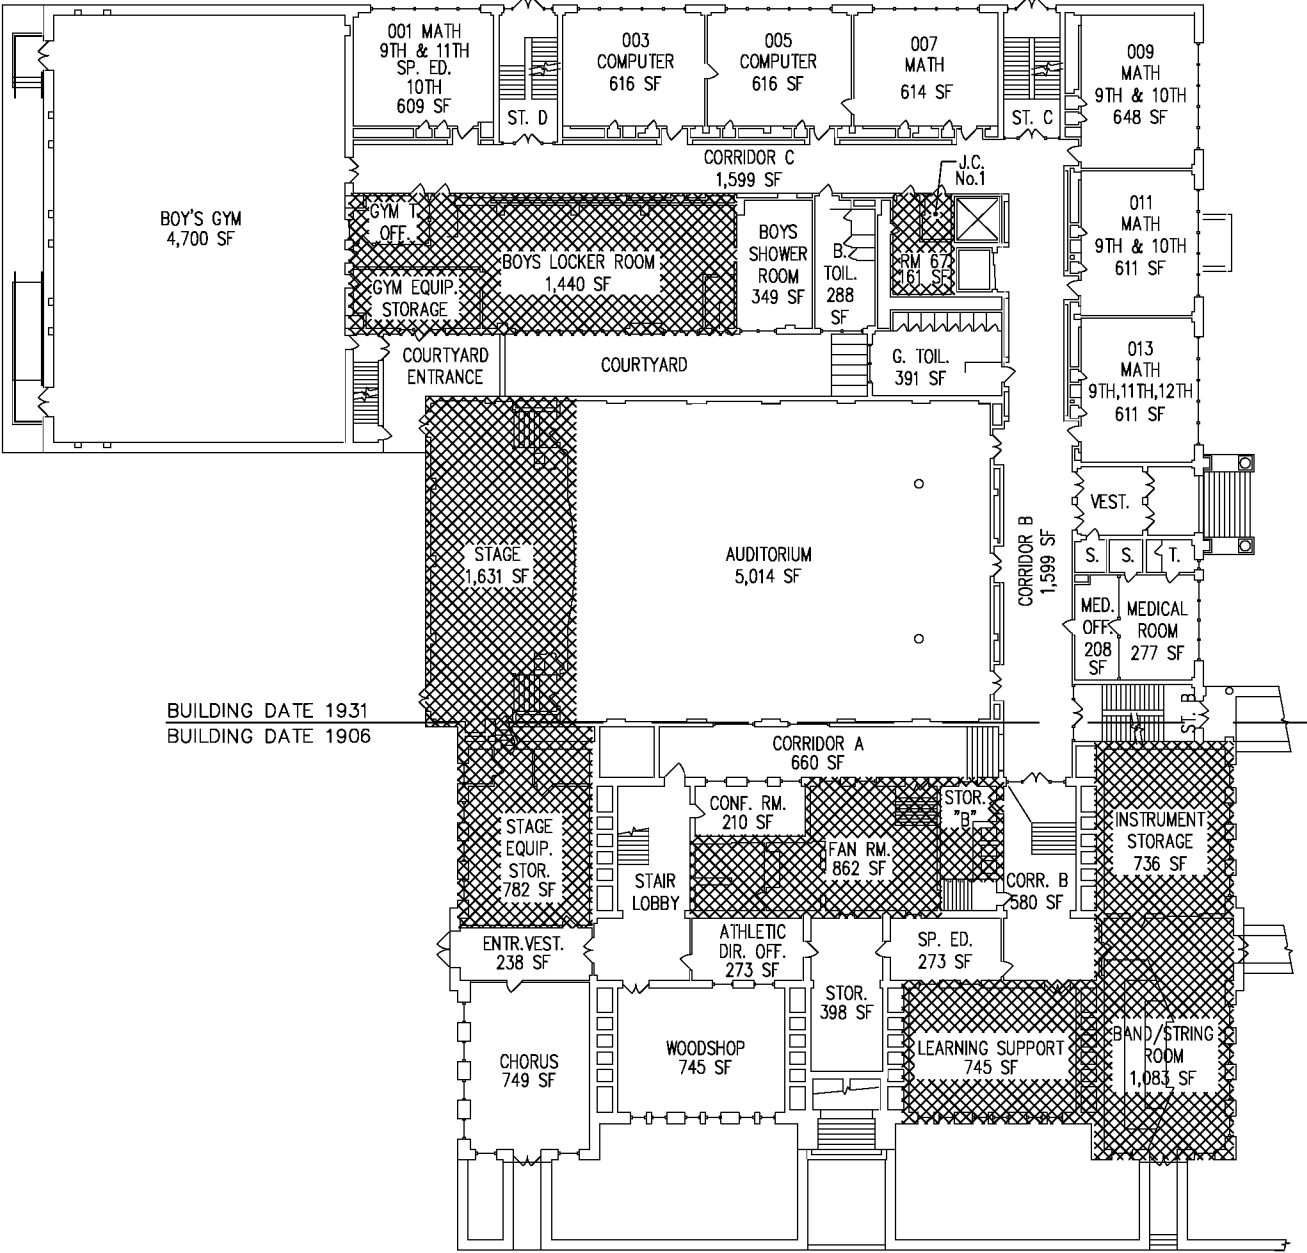 001 MATH
9TH & 11TH
SP. ED.
10TH
609 SF
ST. D
003
COMPUTER
616 SF
005
COMPUTER
616 SF
007
MATH
614 SF
ST. C
009
MATH
9TH & 10TH
648 SF
CORRIDOR C
1,599 SF
J.C.
No.1
BOY'S GYM
4,700 SF
GYM T.
OFF.
BOYS LOCKER ROOM
1,440 SF
GYM EQUIP.
STORAGE
BOYS
SHOWER
ROOM
349 SF
B.
TOIL.
288
SF
RM 67
161 SF
011
MATH
9TH & 10TH
611 SF
COURTYARD
ENTRANCE
COURTYARD
G. TOIL.
391 SF
013
MATH
9TH,11TH,12TH
611 SF
VEST.
STAGE
1,631 SF
AUDITORIUM
5,014 SF
CORRIDOR B
1,599 SF
S.
S.
T.
MED.
OFF.
208
SF
MEDICAL
ROOM
277 SF
ST. B
BUILDING DATE 1931
BUILDING DATE 1906
CORRIDOR A
660 SF
STAGE
EQUIP.
STOR.
782 SF
STAIR
LOBBY
CONF. RM.
210 SF
FAN RM.
862 SF
STOR.
"B"
CORR. B
580 SF
INSTRUMENT
STORAGE
736 SF
ENTR.VEST.
238 SF
ATHLETIC
DIR. OFF.
273 SF
SP. ED.
273 SF
STOR.
398 SF
CHORUS
749 SF
WOODSHOP
745 SF
LEARNING SUPPORT
745 SF
BAND/STRING
ROOM
1,083 SF